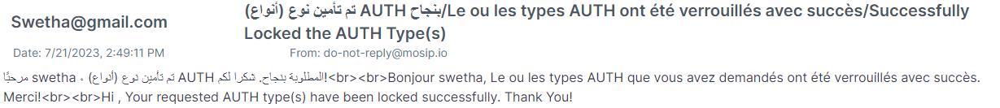 Swetha@gmail.com
تم تأمين نوع (أنواع) AUTH بنجاح/Le ou les types AUTH ont été verrouillés avec succès/Successfully
Locked the AUTH Type(s)
Date: 7/21/2023, 2:49:11 PM
From: do-not-reply@mosip.io
مرحبًا swetha ، تم تأمين نوع (أنواع) AUTH المطلوبة بنجاح. شكرا لكم!<br><br>Bonjour swetha, Le ou les types AUTH que vous avez demandés ont été verrouillés avec succès.
Merci!<br><br>Hi , Your requested AUTH type(s) have been locked successfully. Thank You!